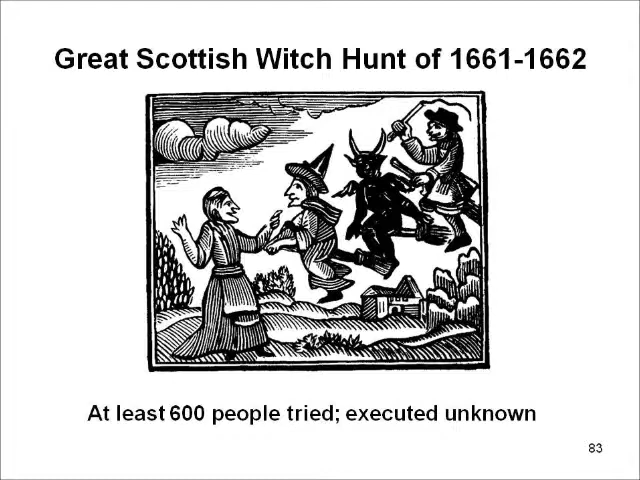 Great Scottish Witch Hunt of 1661-1662
At least 600 people tried; executed unknown
83